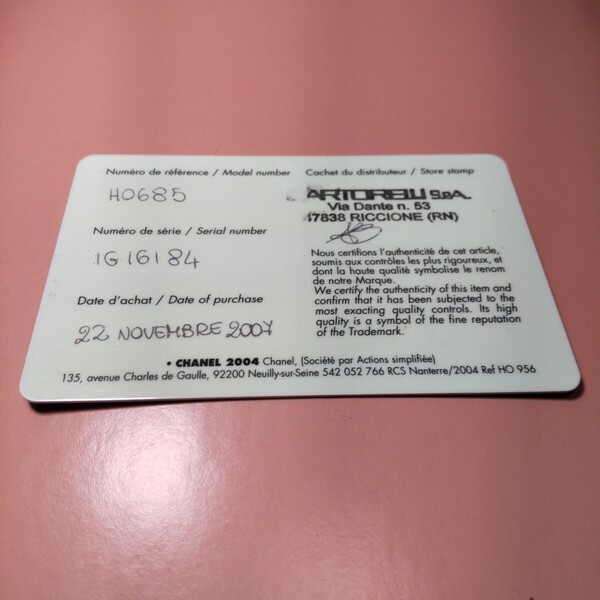 Numéro de référence / Model number
H0685
Numéro de série / Serial number
IG16184
Date d'achat / Date of purchase
22 NOVEMBRE 2007
Cachet du distributeur / Store stamp
S.P.A.
Via Dante n. 53
47838 RICCIONE (RN)
Nous certifions l'authenticité de cet article,
soumis aux contrôles les plus rigoureux, et
dont la haute qualité symbolise le renom
de notre Marque.
We certify the authenticity of this item and
confirm that it has been subjected to the
most exacting quality controls. Its high
quality is a symbol of the fine reputation
of the Trademark.
• CHANEL 2004 Chanel, (Société par Actions simplifiée)
135, avenue Charles de Gaulle, 92200 Neuilly-sur-Seine 542 052 766 RCS Nanterre/2004 Ref HO 956